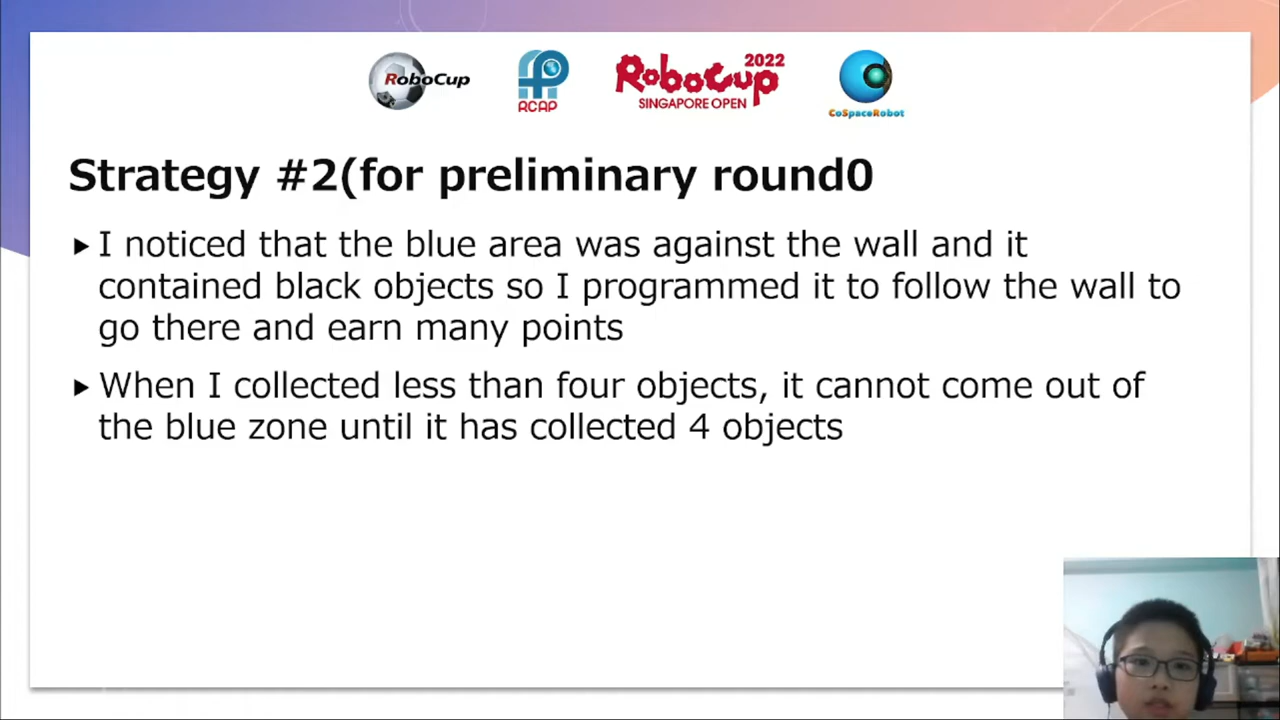 RoboCup
RCAP
RoboCup 2022
SINGAPORE OPEN
CoSpaceRobot
Strategy #2(for preliminary round0
I noticed that the blue area was against the wall and it
contained black objects so I programmed it to follow the wall to
go there and earn many points
When I collected less than four objects, it cannot come out of
the blue zone until it has collected 4 objects